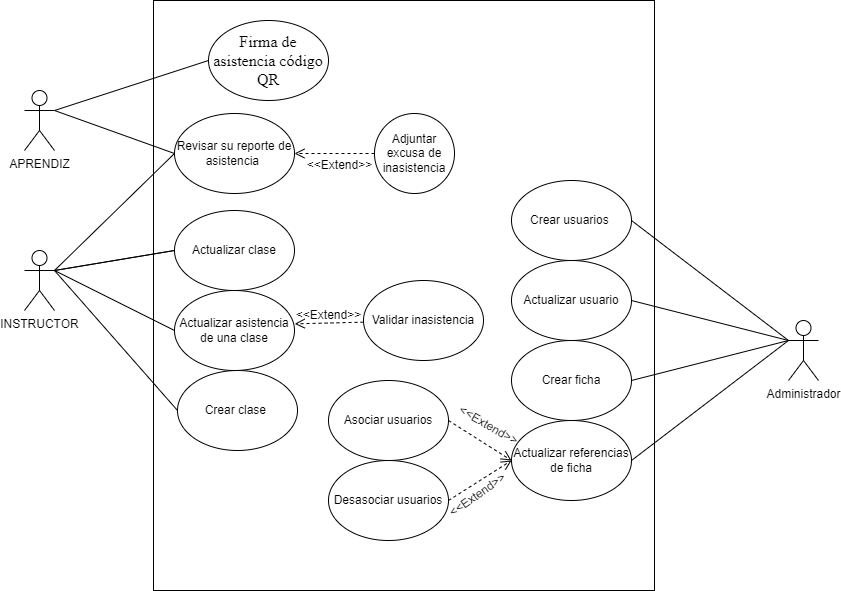 Firma de
asistencia código
QR
APRENDIZ
Revisar su reporte de
asistencia
<<Extend>>
Adjuntar
excusa de
inasistencia
Crear usuarios
Actualizar clase
INSTRUCTOR
Actualizar asistencia
de una clase
<<Extend>>
Validar inasistencia
Actualizar usuario
Crear ficha
Administrador
Crear clase
Asociar usuarios
<<Extend>>
Actualizar referencias
de ficha
Desasociar usuarios
<<Extend>>